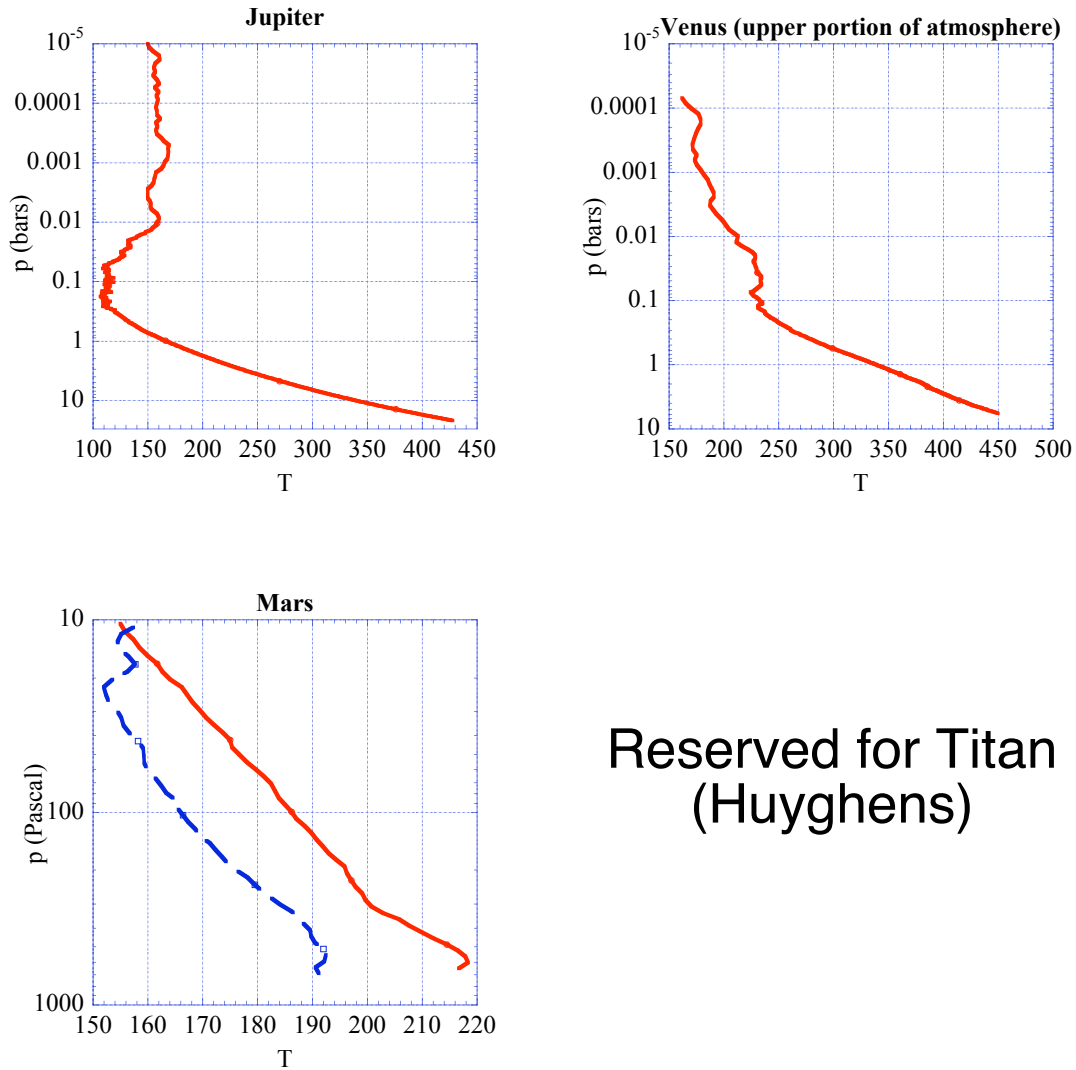 Jupiter
10-5
0.0001
0.001
0.01
0.1
1
10
p (bars)
100 150 200 250 300 350 400 450
T
Venus (upper portion of atmosphere)
10-5
0.0001
0.001
0.01
0.1
1
10
p (bars)
150 200 250 300 350 400 450 500
T
Mars
10
100
1000
p (Pascal)
150 160 170 180 190 200 210 220
T
Reserved for Titan
(Huyghens)